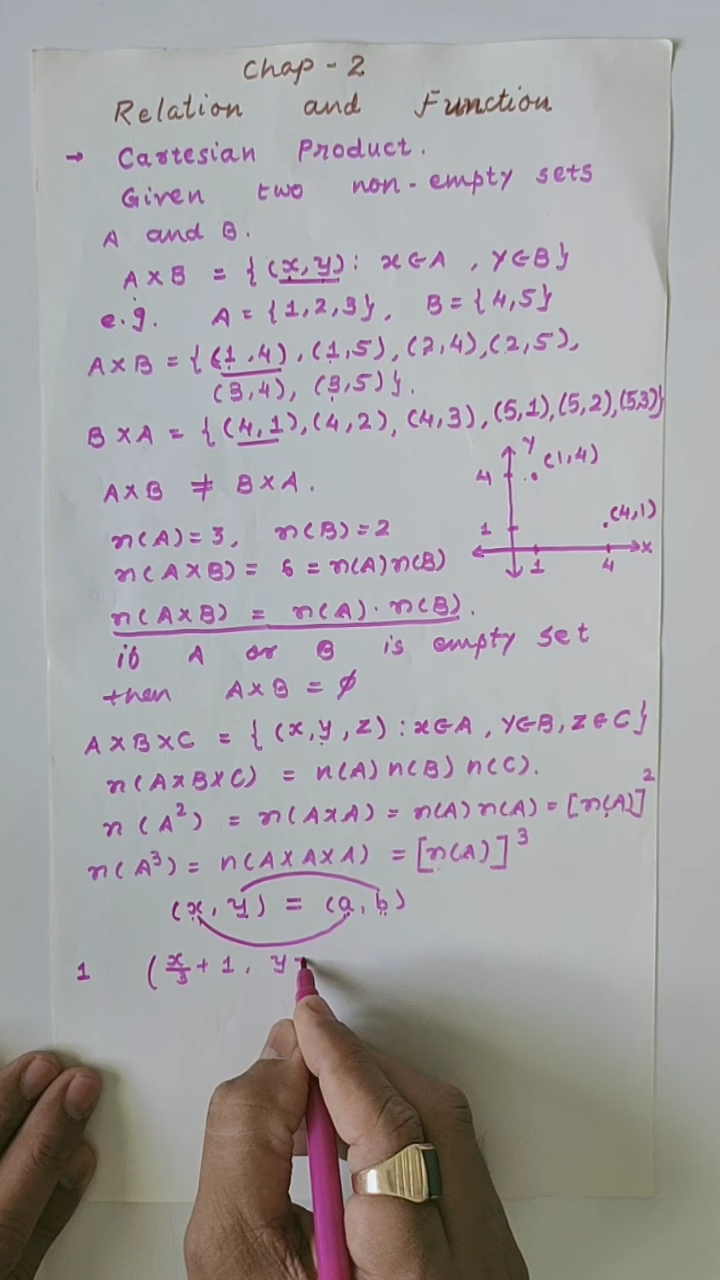 Chap - 2
Relation and Function
→ Cartesian Product.
Given two non-empty sets
A and B.
A×B = {(x,y): x∈A, y∈B}
e.g. A = {1,2,3}, B = {4,5}
A×B = {(1,4), (1,5), (2,4), (2,5),
(3,4), (3,5)}.
B×A = {(4,1), (4,2), (4,3), (5,1), (5,2), (5,3)}
A×B ≠ B×A.
Y
4
(1,4)
1
(4,1)
X
1 4
n(A) = 3, n(B) = 2
n(A×B) = 6 = n(A)n(B)
n(A×B) = n(A)·n(B).
if A or B is empty set
then A×B = ϕ
A×B×C = {(x,y,z): x∈A, y∈B, z∈C}
n(A×B×C) = n(A) n(B) n(C).
n(A²) = n(A×A) = n(A) n(A) = [n(A)]²
n(A³) = n(A×A×A) = [n(A)]³
(x, y) = (a, b)
1 (x/3 + 1, y -